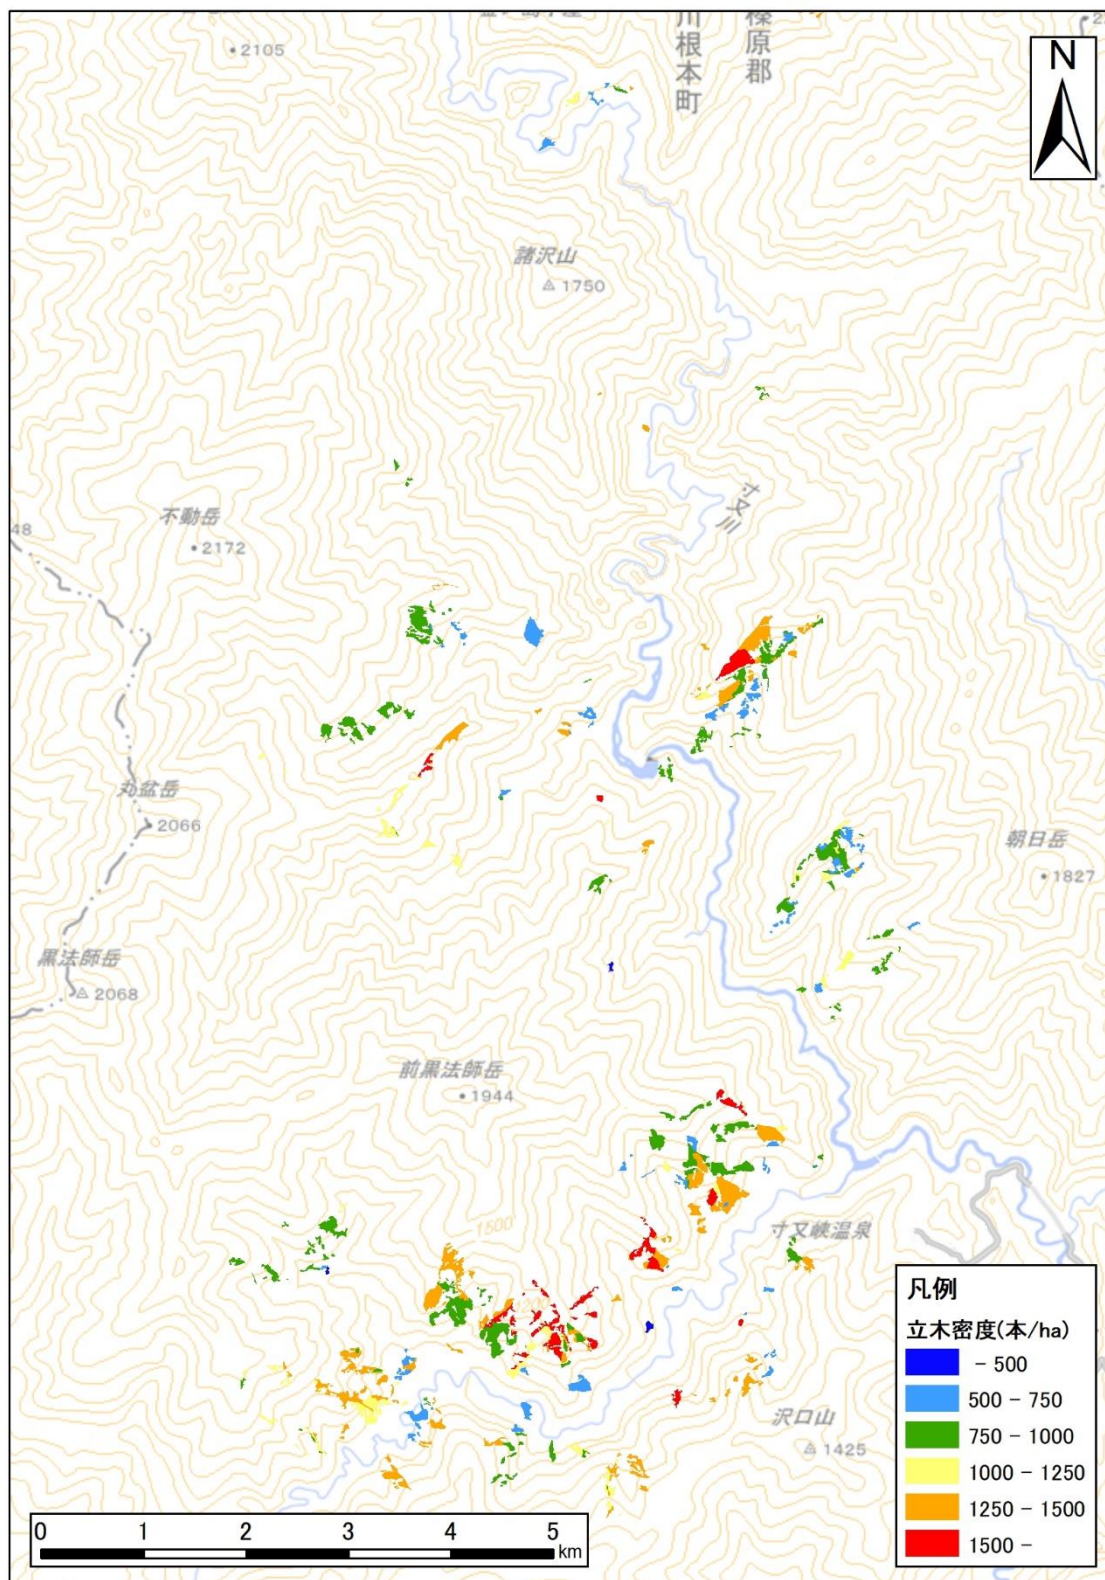 川根本町
榛原郡
2105
N
諸沢山
1750
寸又川
不動岳
48
2172
丸盆岳
2066
朝日岳
1827
黒法師岳
2068
前黒法師岳
1944
1500
寸又峡温泉
1200
沢口山
1425
凡例
立木密度(本/ha)
- 500
500 - 750
750 - 1000
1000 - 1250
1250 - 1500
1500 -
0 1 2 3 4 5
km